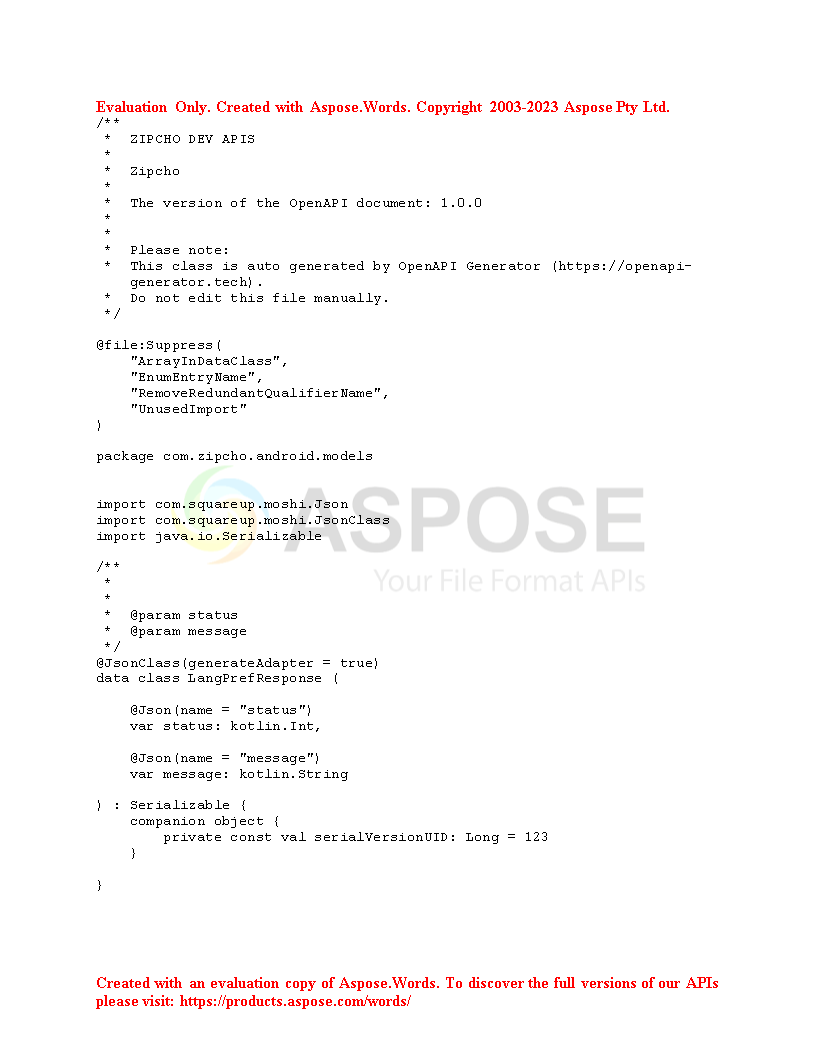 Evaluation Only. Created with Aspose.Words. Copyright 2003-2023 Aspose Pty Ltd.
/**
 *  ZIPCHO DEV APIS
 *
 *  Zipcho
 *
 *  The version of the OpenAPI document: 1.0.0
 *
 *
 *  Please note:
 *  This class is auto generated by OpenAPI Generator (https://openapi-
    generator.tech).
 *  Do not edit this file manually.
 */

@file:Suppress(
    "ArrayInDataClass",
    "EnumEntryName",
    "RemoveRedundantQualifierName",
    "UnusedImport"
)

package com.zipcho.android.models

import com.squareup.moshi.Json
import com.squareup.moshi.JsonClass
import java.io.Serializable
ASPOSE
Your File Format APIs

/**
 *
 *
 *  @param status
 *  @param message
 */
@JsonClass(generateAdapter = true)
data class LangPrefResponse (

    @Json(name = "status")
    var status: kotlin.Int,

    @Json(name = "message")
    var message: kotlin.String

) : Serializable {
    companion object {
        private const val serialVersionUID: Long = 123
    }

}

Created with an evaluation copy of Aspose.Words. To discover the full versions of our APIs
please visit: https://products.aspose.com/words/